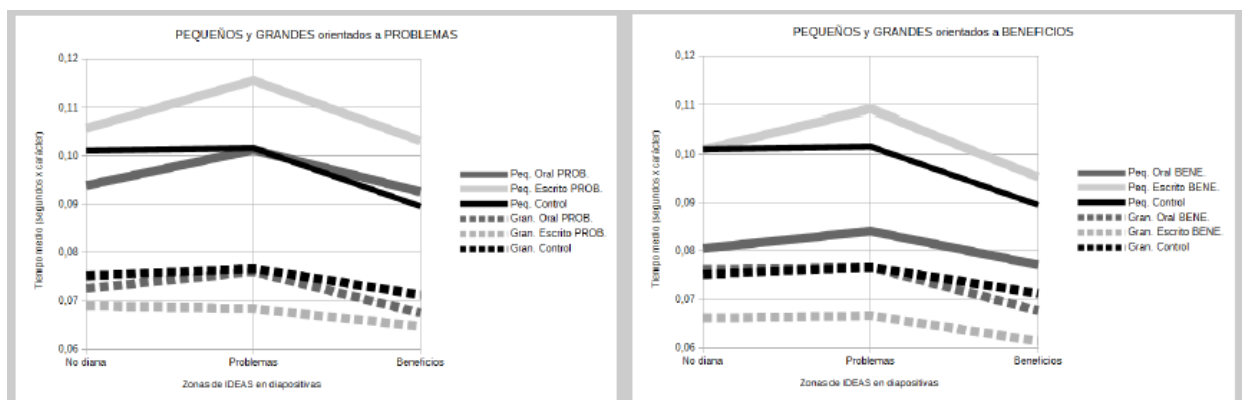 PEQUEÑOS y GRANDES orientados a PROBLEMAS
0,12
0,11
0,10
0,09
0,08
0,07
0,06
Tiempo medio (segundos x carácter)
No diana
Problemas
Beneficios
Zonas de IDEAS en diapositivas
Peq. Oral PROB.
Peq. Escrito PROB.
Peq. Control
Gran. Oral PROB.
Gran. Escrito PROB.
Gran. Control
PEQUEÑOS y GRANDES orientados a BENEFICIOS
0,12
0,11
0,10
0,09
0,08
0,07
0,06
Tiempo medio (segundos x carácter)
No diana
Problemas
Beneficios
Zonas de IDEAS en diapositivas
Peq. Oral BENE.
Peq. Escrito BENE.
Peq. Control
Gran. Oral BENE.
Gran. Escrito BENE.
Gran. Control